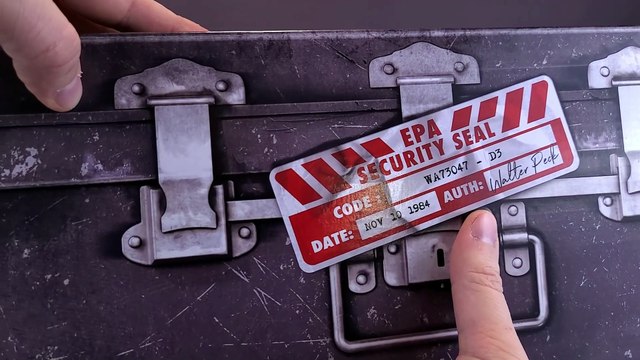 EPA
SECURITY SEAL
CODE WA73047 - D3
DATE: NOV 10 1984 AUTH: Walter Peck